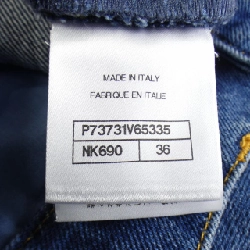 MADE IN ITALY
FABRIQUE EN ITALIE
P73731V65335
NK690 36